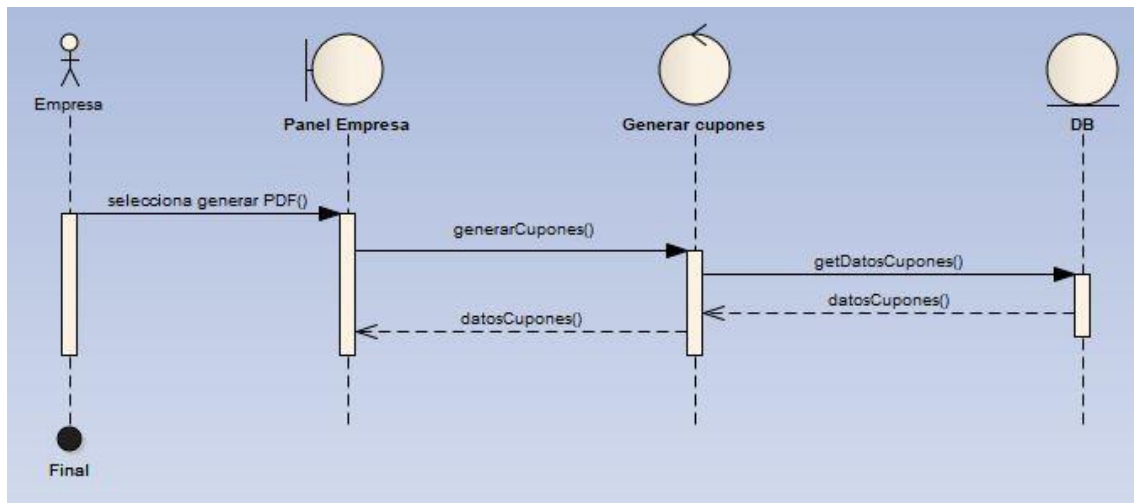 Empresa
Panel Empresa
Generar cupones
DB
selecciona generar PDF()
generarCupones()
getDatosCupones()
datosCupones()
datosCupones()
Final